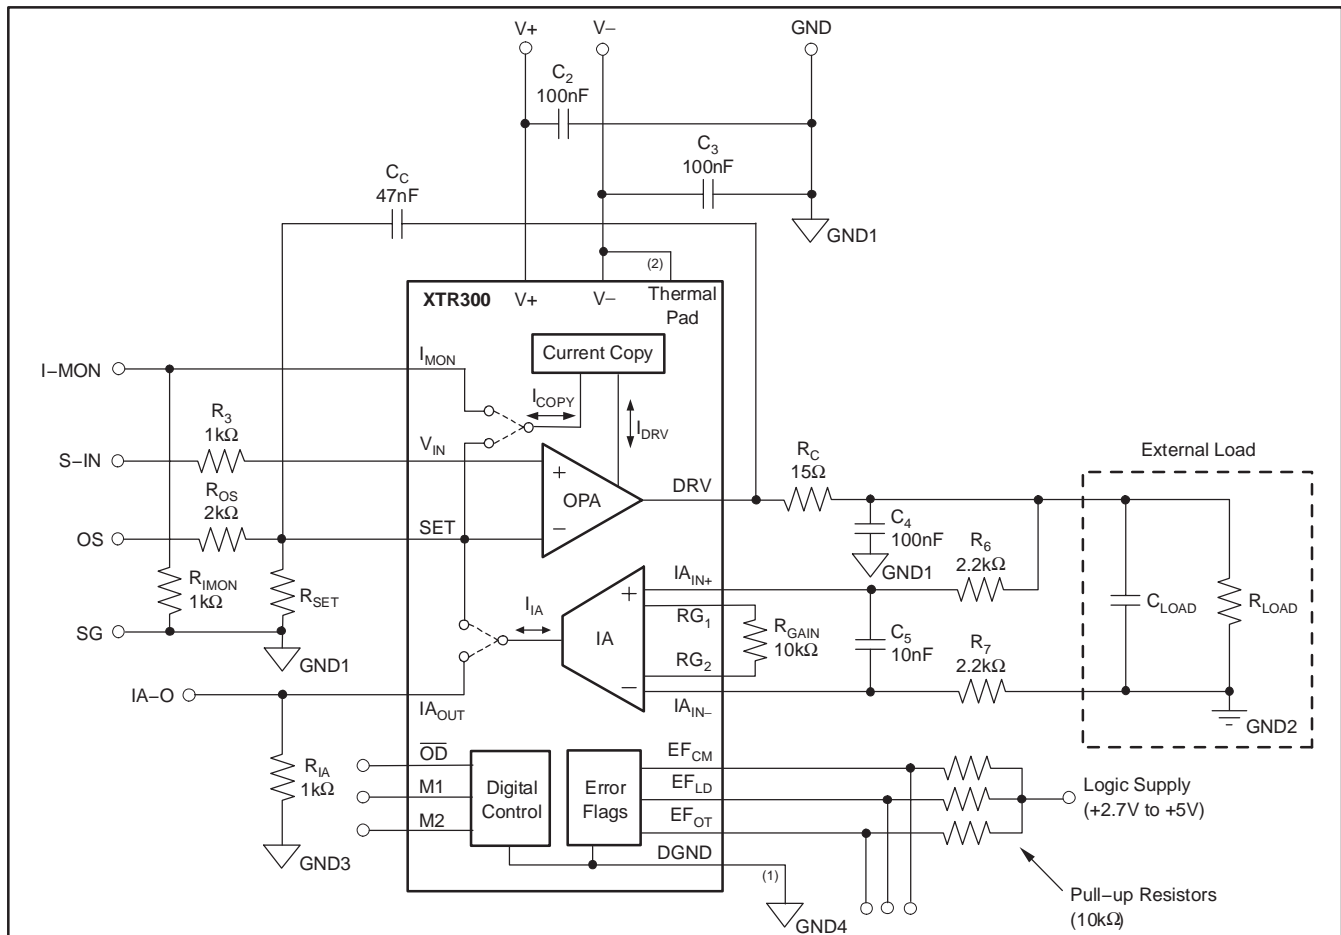 V+
V−
GND
C2
100nF
C3
100nF
CC
47nF
GND1
(2)
XTR300
V+
V−
Thermal
Pad
IMON
Current Copy
I−MON
ICOPY
IDRV
R3
1kΩ
VIN
S−IN
External Load
RC
15Ω
+
OPA
−
DRV
ROS
2kΩ
SET
OS
C4
100nF
GND1
R6
2.2kΩ
RIMON
1kΩ
RSET
IAIN+
IIA
+
IA
−
RG1
RGAIN
10kΩ
RG2
C5
10nF
CLOAD
RLOAD
SG
GND1
R7
2.2kΩ
IA−O
IAOUT
IAIN−
GND2
OD
M1
M2
Digital
Control
Error
Flags
EFCM
EFLD
EFOT
DGND
RIA
1kΩ
Logic Supply
(+2.7V to +5V)
GND3
(1)
GND4
Pull−up Resistors
(10kΩ)